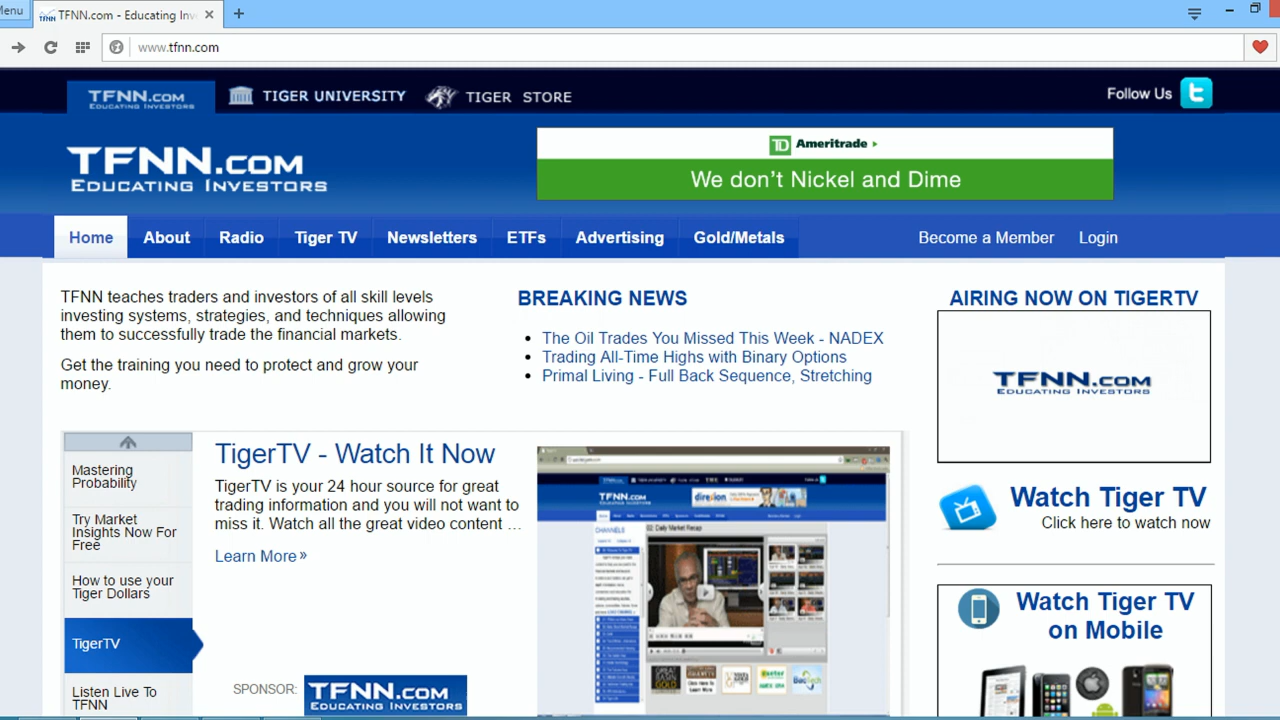 Menu
TFNN.com - Educating Inv
www.tfnn.com
TFNN.COM
EDUCATING INVESTORS
TIGER UNIVERSITY
TIGER STORE
Follow Us
TFNN.COM
EDUCATING INVESTORS
TD Ameritrade
We don't Nickel and Dime
Home
About
Radio
Tiger TV
Newsletters
ETFs
Advertising
Gold/Metals
Become a Member
Login
TFNN teaches traders and investors of all skill levels
investing systems, strategies, and techniques allowing
them to successfully trade the financial markets.
Get the training you need to protect and grow your
money.
BREAKING NEWS
The Oil Trades You Missed This Week - NADEX
Trading All-Time Highs with Binary Options
Primal Living - Full Back Sequence, Stretching
AIRING NOW ON TIGERTV
TFNN.COM
EDUCATING INVESTORS
Watch Tiger TV
Click here to watch now
Watch Tiger TV
on Mobile
Mastering
Probability
Try Market
Insights Now For
Free
How to use your
Tiger Dollars
TigerTV
Listen Live To
TFNN
TigerTV - Watch It Now
TigerTV is your 24 hour source for great
trading information and you will not want to
miss it. Watch all the great video content ...
Learn More »
SPONSOR:
TFNN.COM
EDUCATING INVESTORS
TFNN.COM
direxion
CHANNELS
02. Daily Market Recap